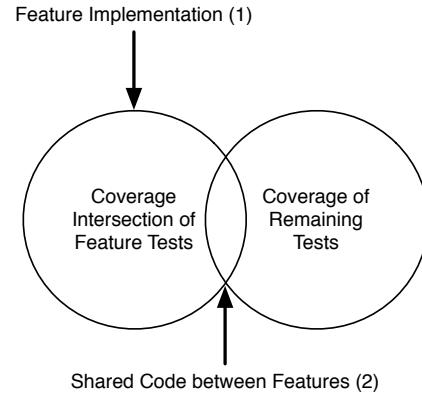 Feature Implementation (1)
Coverage
Intersection of
Feature Tests
Coverage of
Remaining
Tests
Shared Code between Features (2)